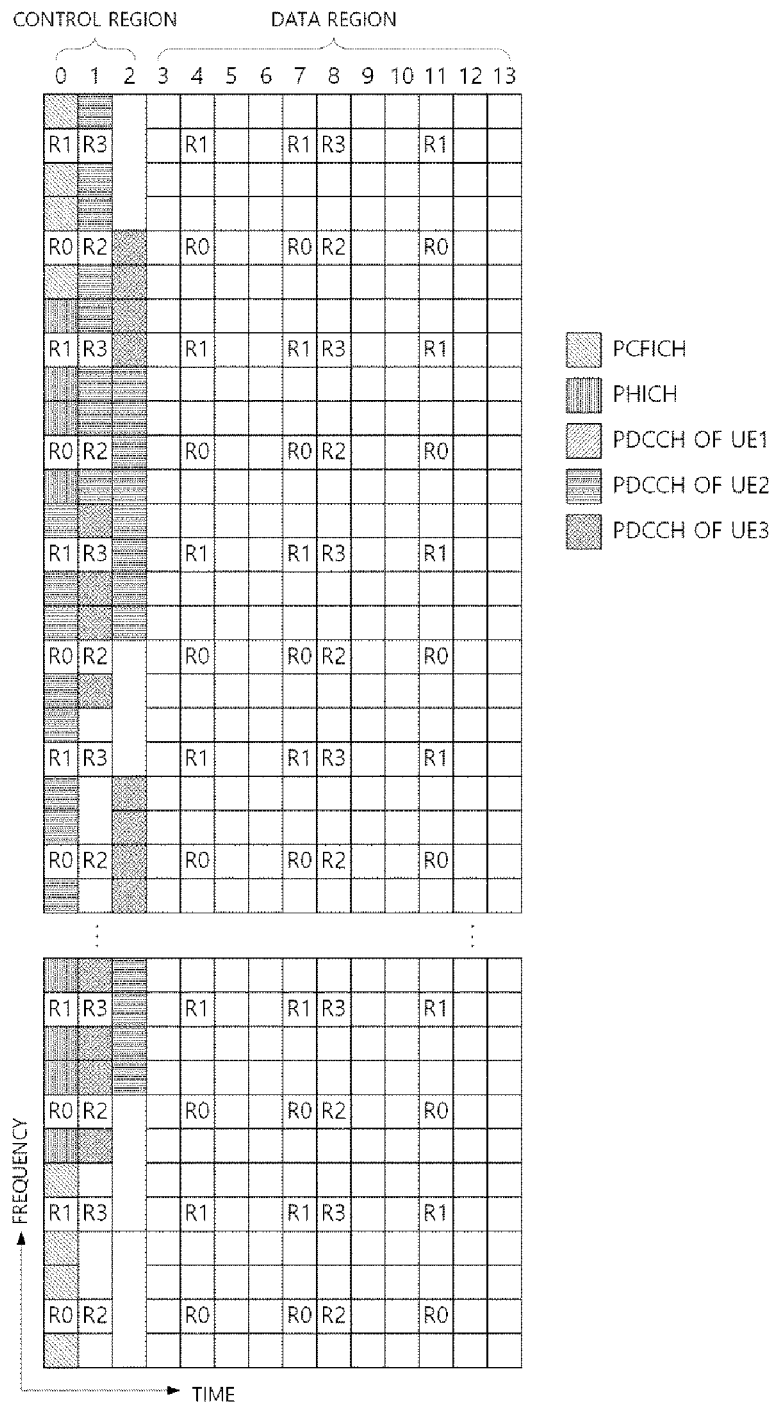 CONTROL REGION DATA REGION
0 1 2 3 4 5 6 7 8 9 10 11 12 13
R1 R3 R1 R1 R3 R1
R0 R2 R0 R0 R2 R0
R1 R3 R1 R1 R3 R1
R0 R2 R0 R0 R2 R0
R1 R3 R1 R1 R3 R1
R0 R2 R0 R0 R2 R0
R1 R3 R1 R1 R3 R1
R0 R2 R0 R0 R2 R0
PCFICH
PHICH
PDCCH OF UE1
PDCCH OF UE2
PDCCH OF UE3
R1 R3 R1 R1 R3 R1
R0 R2 R0 R0 R2 R0
R1 R3 R1 R1 R3 R1
R0 R2 R0 R0 R2 R0
FREQUENCY
TIME